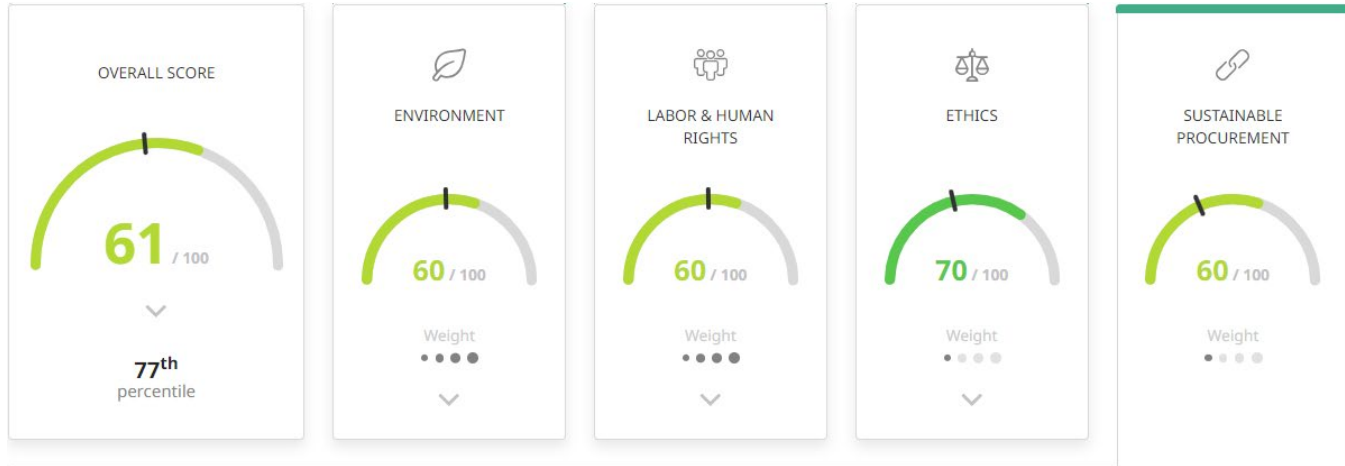 OVERALL SCORE
61 / 100
77th
percentile
ENVIRONMENT
60 / 100
Weight
LABOR & HUMAN
RIGHTS
60 / 100
Weight
ETHICS
70 / 100
Weight
SUSTAINABLE
PROCUREMENT
60 / 100
Weight